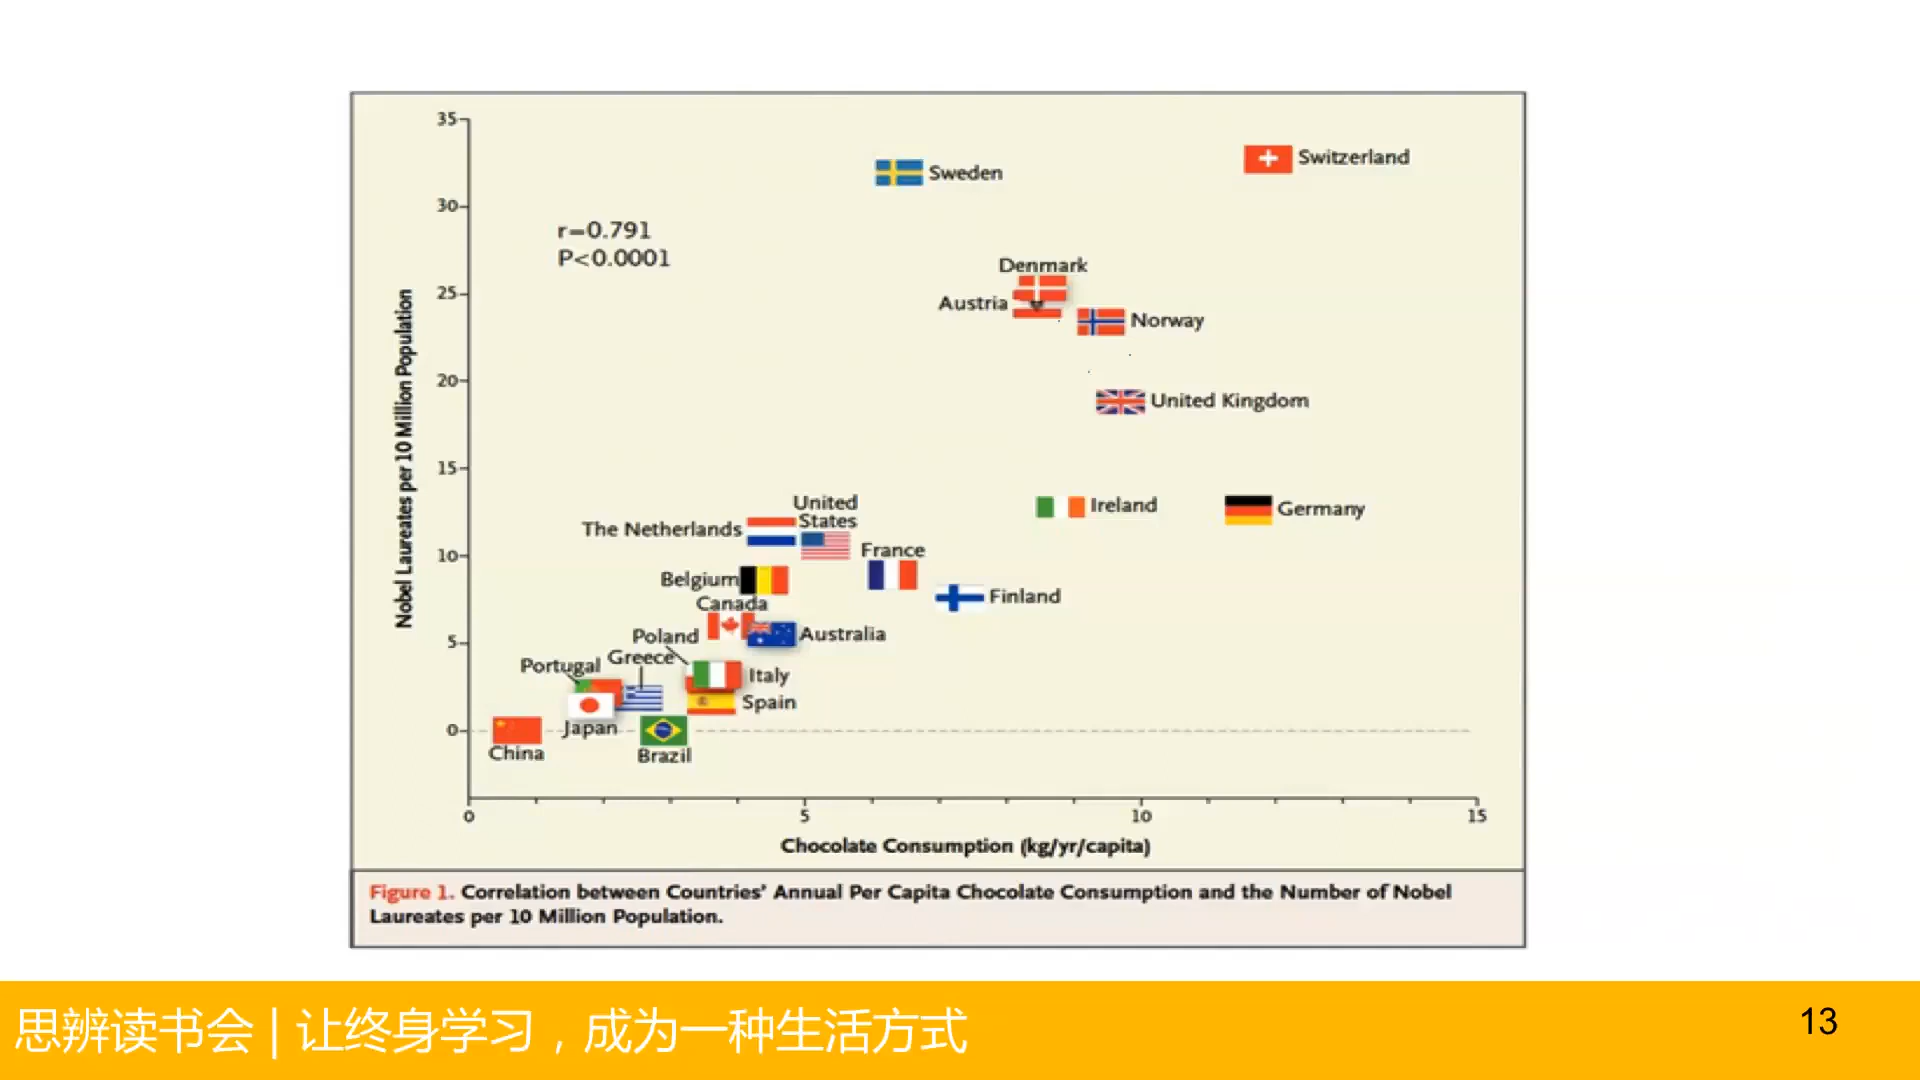 35
Sweden
Switzerland
30
r=0.791
P<0.0001
Denmark
25
Austria
Norway
20
United Kingdom
15
United
States
The Netherlands
Ireland
Germany
10
France
Belgium
Finland
Canada
5
Poland
Australia
Portugal
Greece
Italy
Spain
0
Japan
China
Brazil
Nobel Laureates per 10 Million Population
0
5
10
15
Chocolate Consumption (kg/yr/capita)
Figure 1. Correlation between Countries' Annual Per Capita Chocolate Consumption and the Number of Nobel
Laureates per 10 Million Population.
思辨读书会 | 让终身学习，成为一种生活方式
13